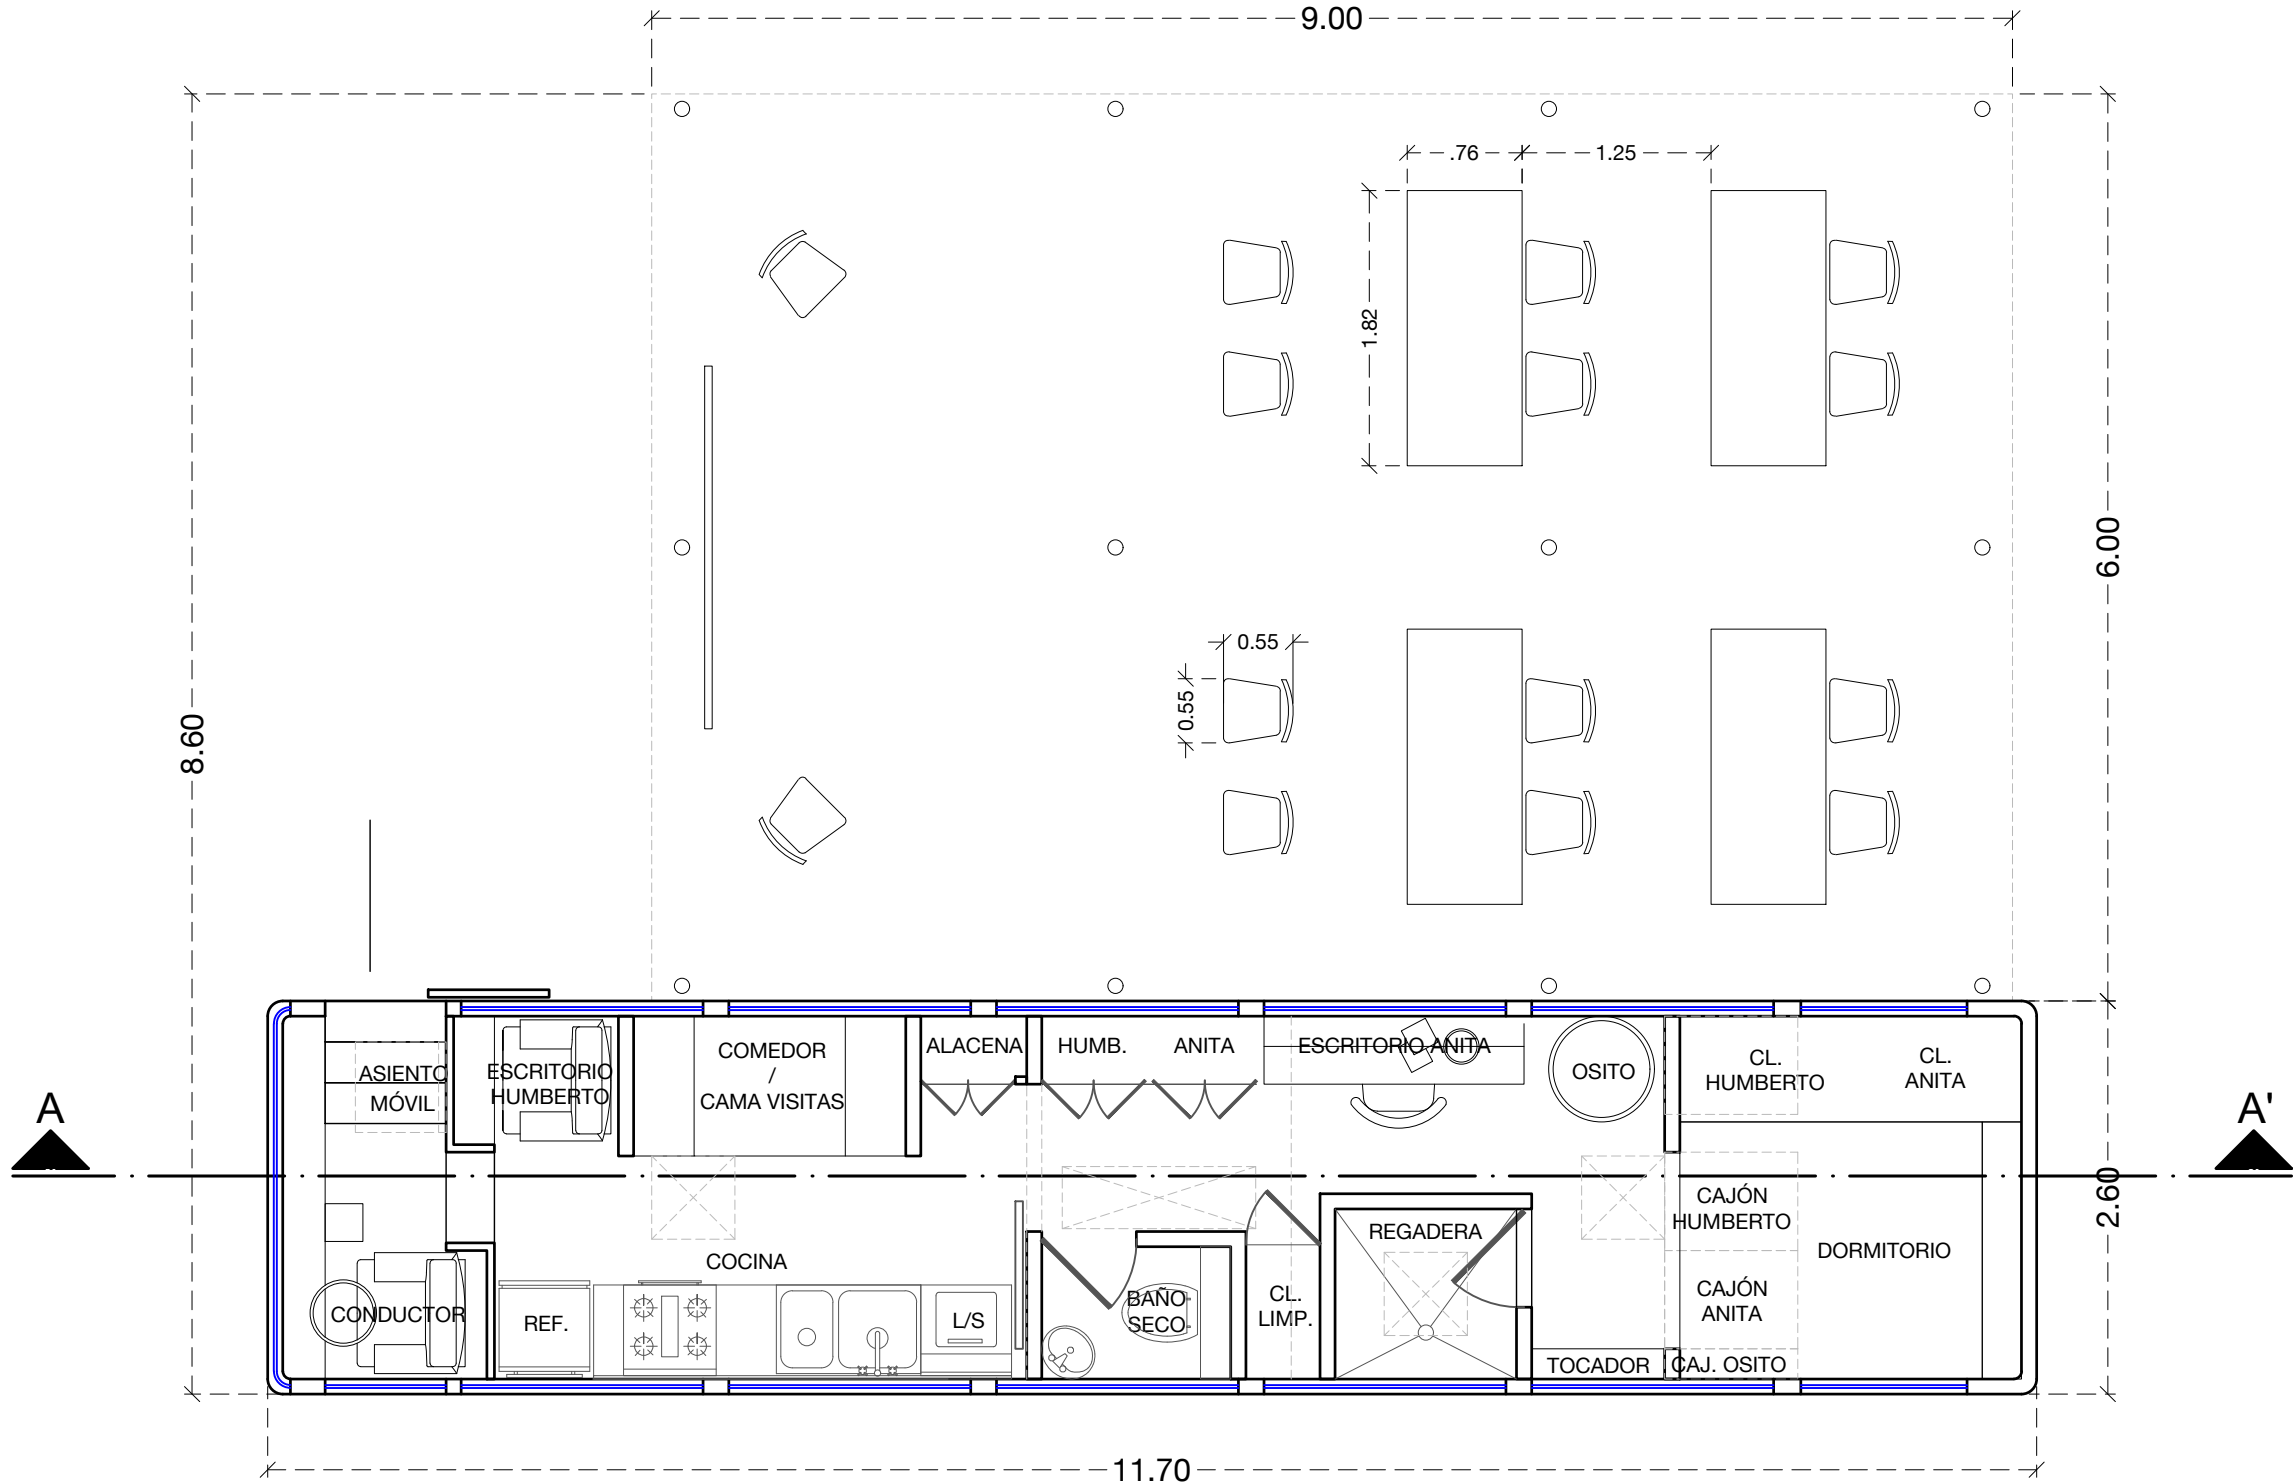 9.00
.76
1.25
1.82
6.00
0.55
0.55
8.60
ALACENA
HUMB.
ANITA
ESCRITORIO ANITA
OSITO
COMEDOR
/
CAMA VISITAS
ASIENTO
MÓVIL
ESCRITORIO
HUMBERTO
CL.
HUMBERTO
CL.
ANITA
A
A'
2.60
CAJÓN
HUMBERTO
REGADERA
DORMITORIO
COCINA
CAJÓN
ANITA
CONDUCTOR
REF.
L/S
BAÑO
SECO
CL.
LIMP.
TOCADOR
CAJ. OSITO
11.70